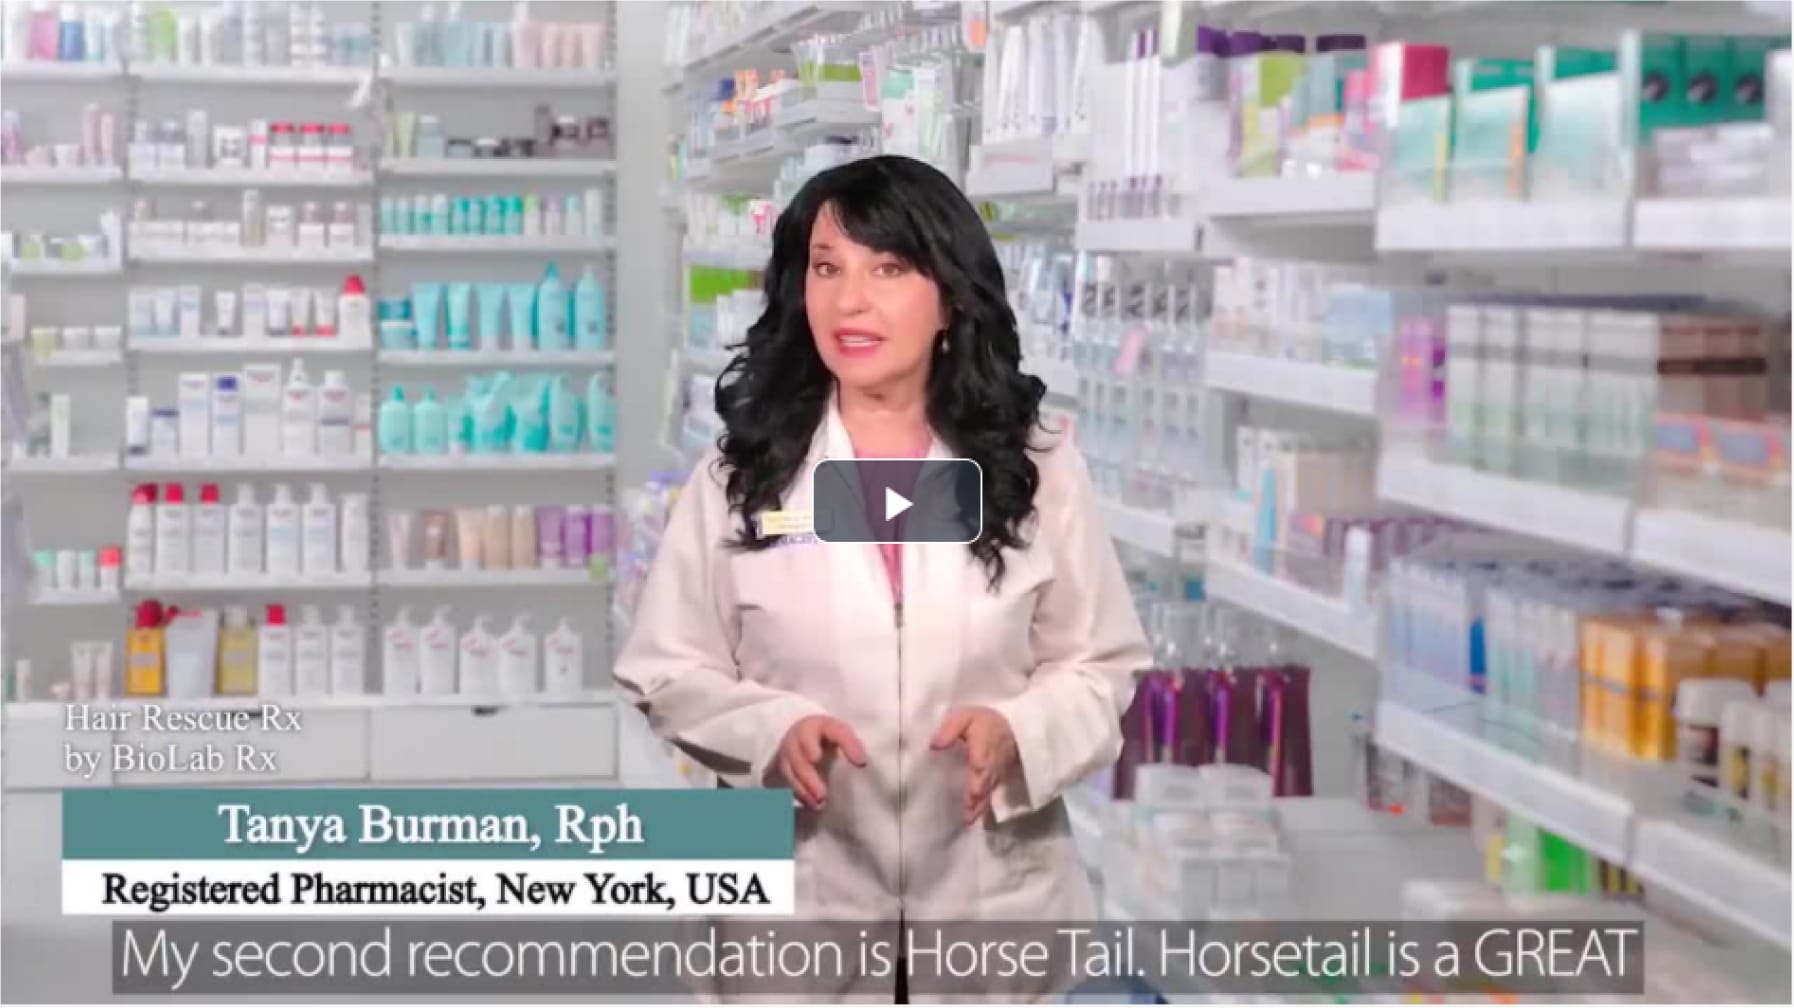 Hair Rescue Rx
by BioLab Rx
Tanya Burman, Rph
Registered Pharmacist, New York, USA
My second recommendation is Horse Tail. Horsetail is a GREAT